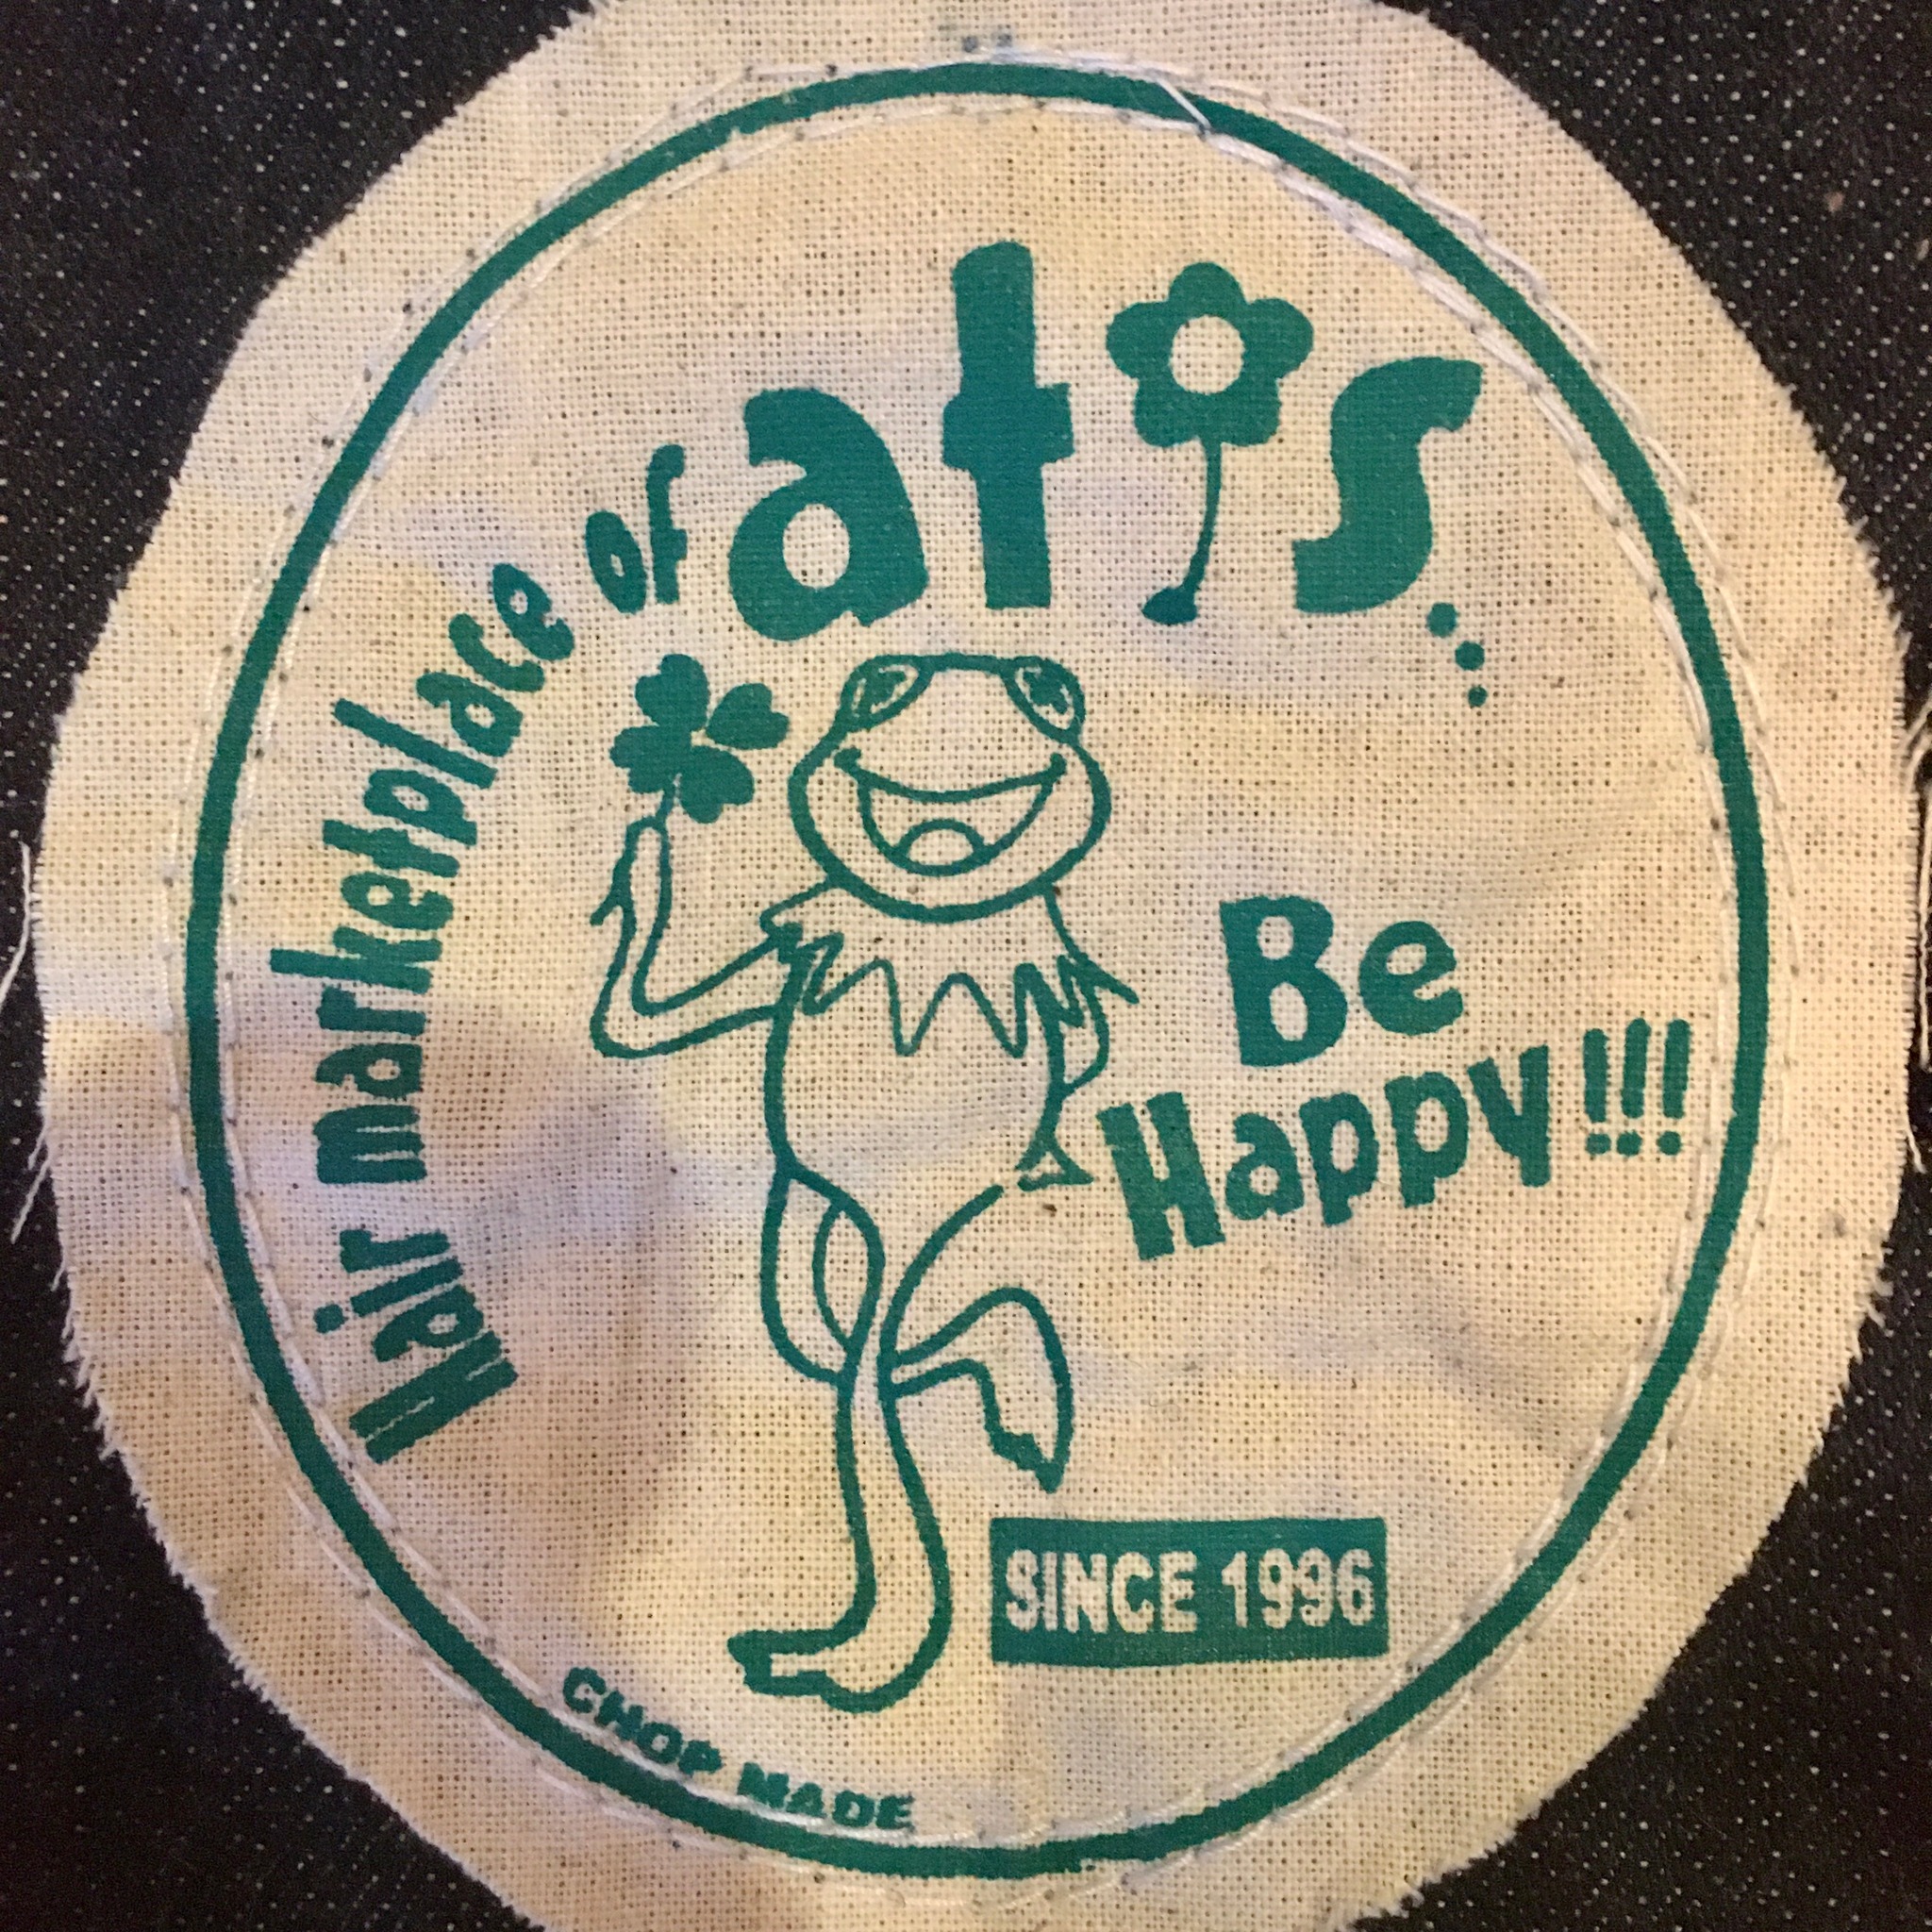 Hair marketplace of atis...
Be
Happy!!!
SINCE 1996
CHOP MADE